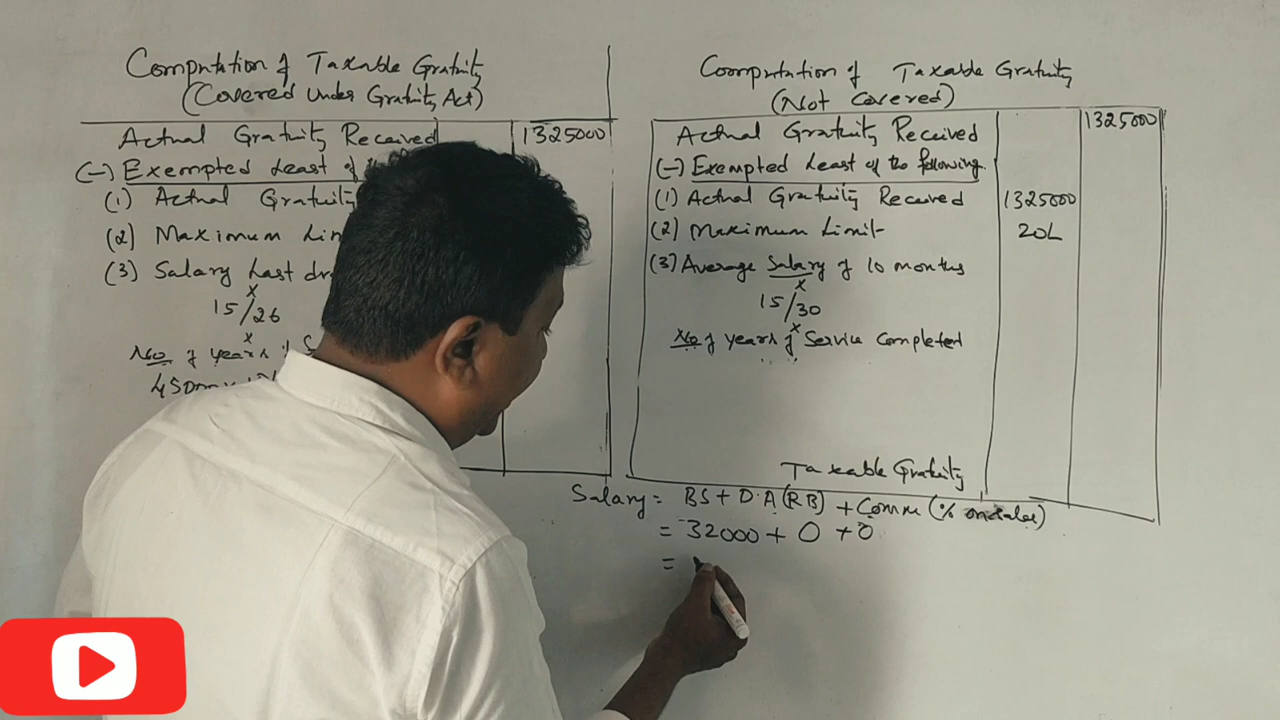 Computation of Taxable Gratuity
(Covered Under Gratuity Act)
Actual Gratuity Received 1325000
(-) Exempted Least of
(1) Actual Gratuity
(2) Maximum Lim
(3) Salary Last dr
x
15/26
x
No of years of S
Computation of Taxable Gratuity
(Not Covered)
Actual Gratuity Received 1325000
(-) Exempted Least of the following
(1) Actual Gratuity Received 1325000
(2) Maximum Limit 20L
(3) Average Salary of 10 months
x
15/30
x
No of years of Service Completed
Taxable Gratuity
Salary = BS + D.A (RB) + Comm (% on sales)
= 32000 + 0 + 0
=